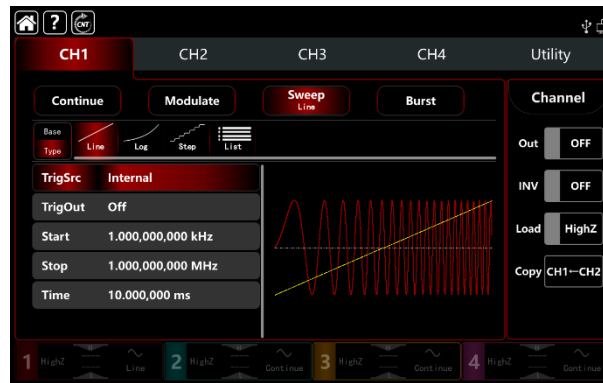 ? CNT
CH1 CH2 CH3 CH4 Utility
Continue Modulate Sweep Burst Channel
Line
Base
Type Line Log Step List
Out OFF
TrigSrc Internal
INV OFF
TrigOut Off
Start 1.000,000,000 kHz
Load HighZ
Stop 1.000,000,000 MHz
Copy CH1←CH2
Time 10.000,000 ms
1 HighZ Line 2 HighZ Continue 3 HighZ Continue 4 HighZ Continue